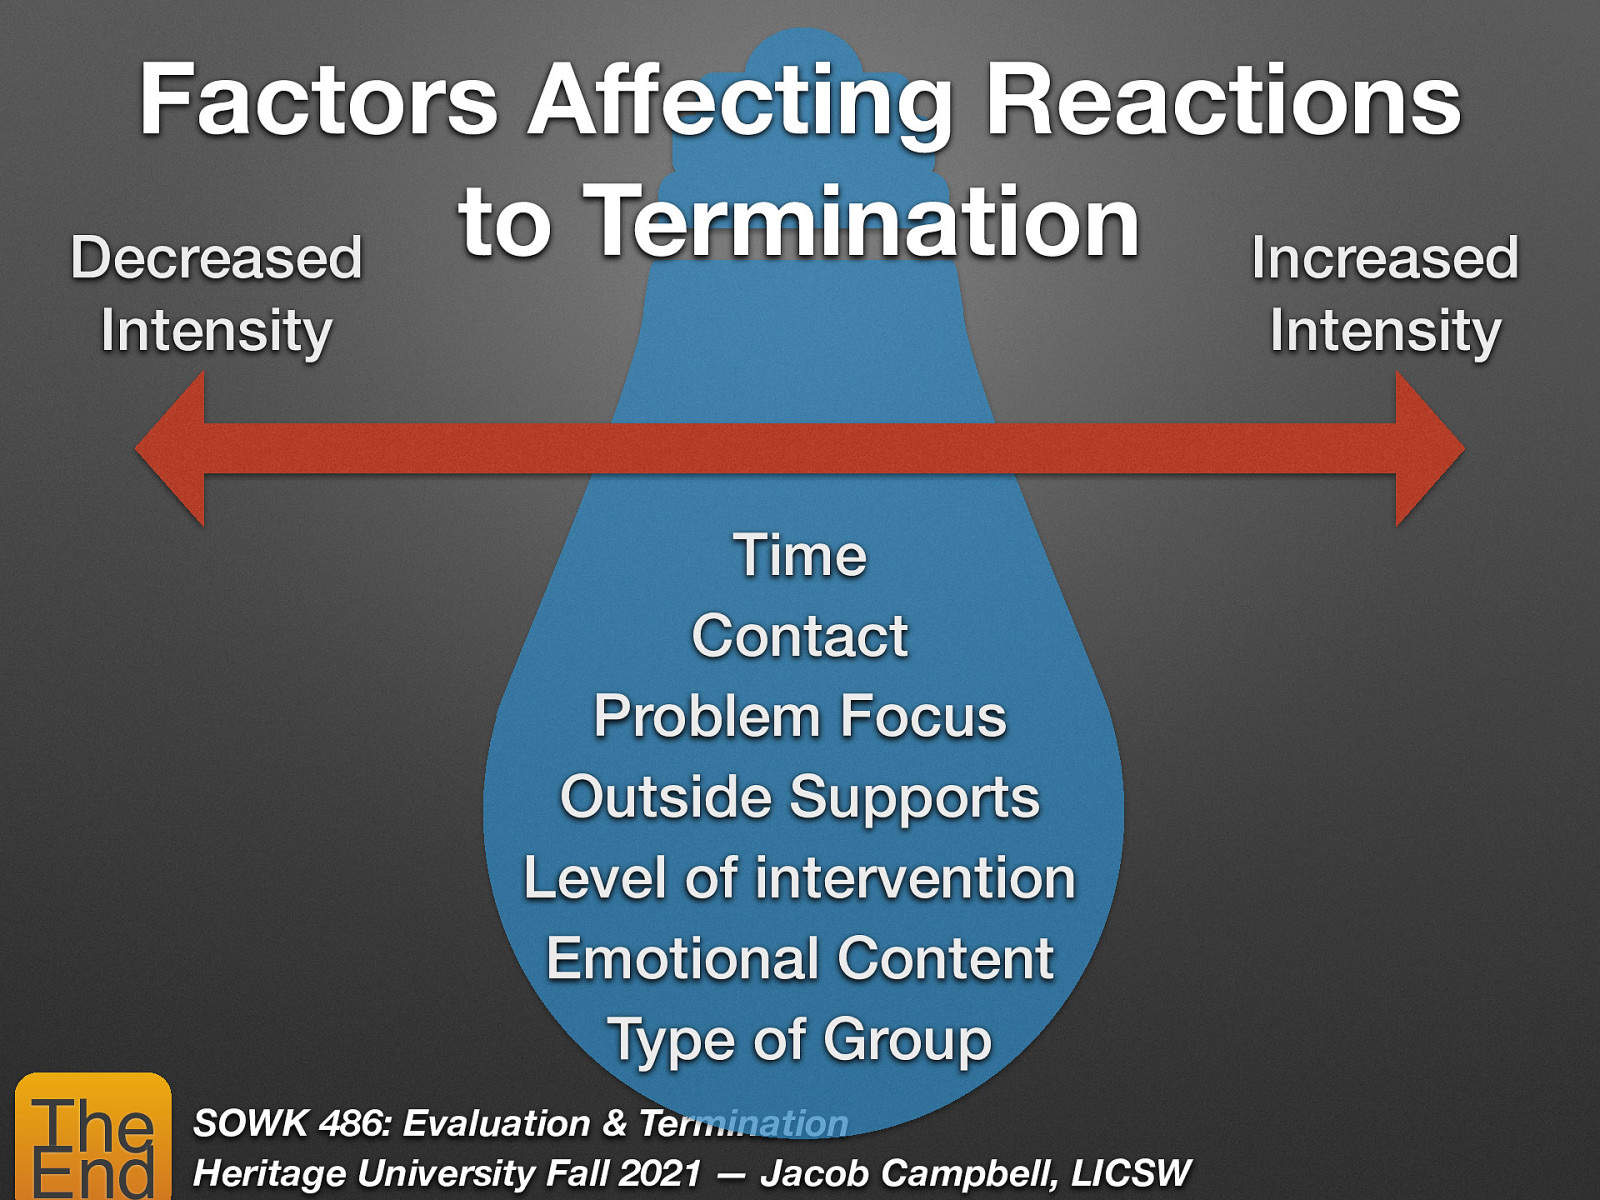 Factors Affecting Reactions
to Termination
Decreased
Intensity
Increased
Intensity
Time
Contact
Problem Focus
Outside Supports
Level of intervention
Emotional Content
Type of Group
The
End
SOWK 486: Evaluation & Termination
Heritage University Fall 2021 — Jacob Campbell, LICSW